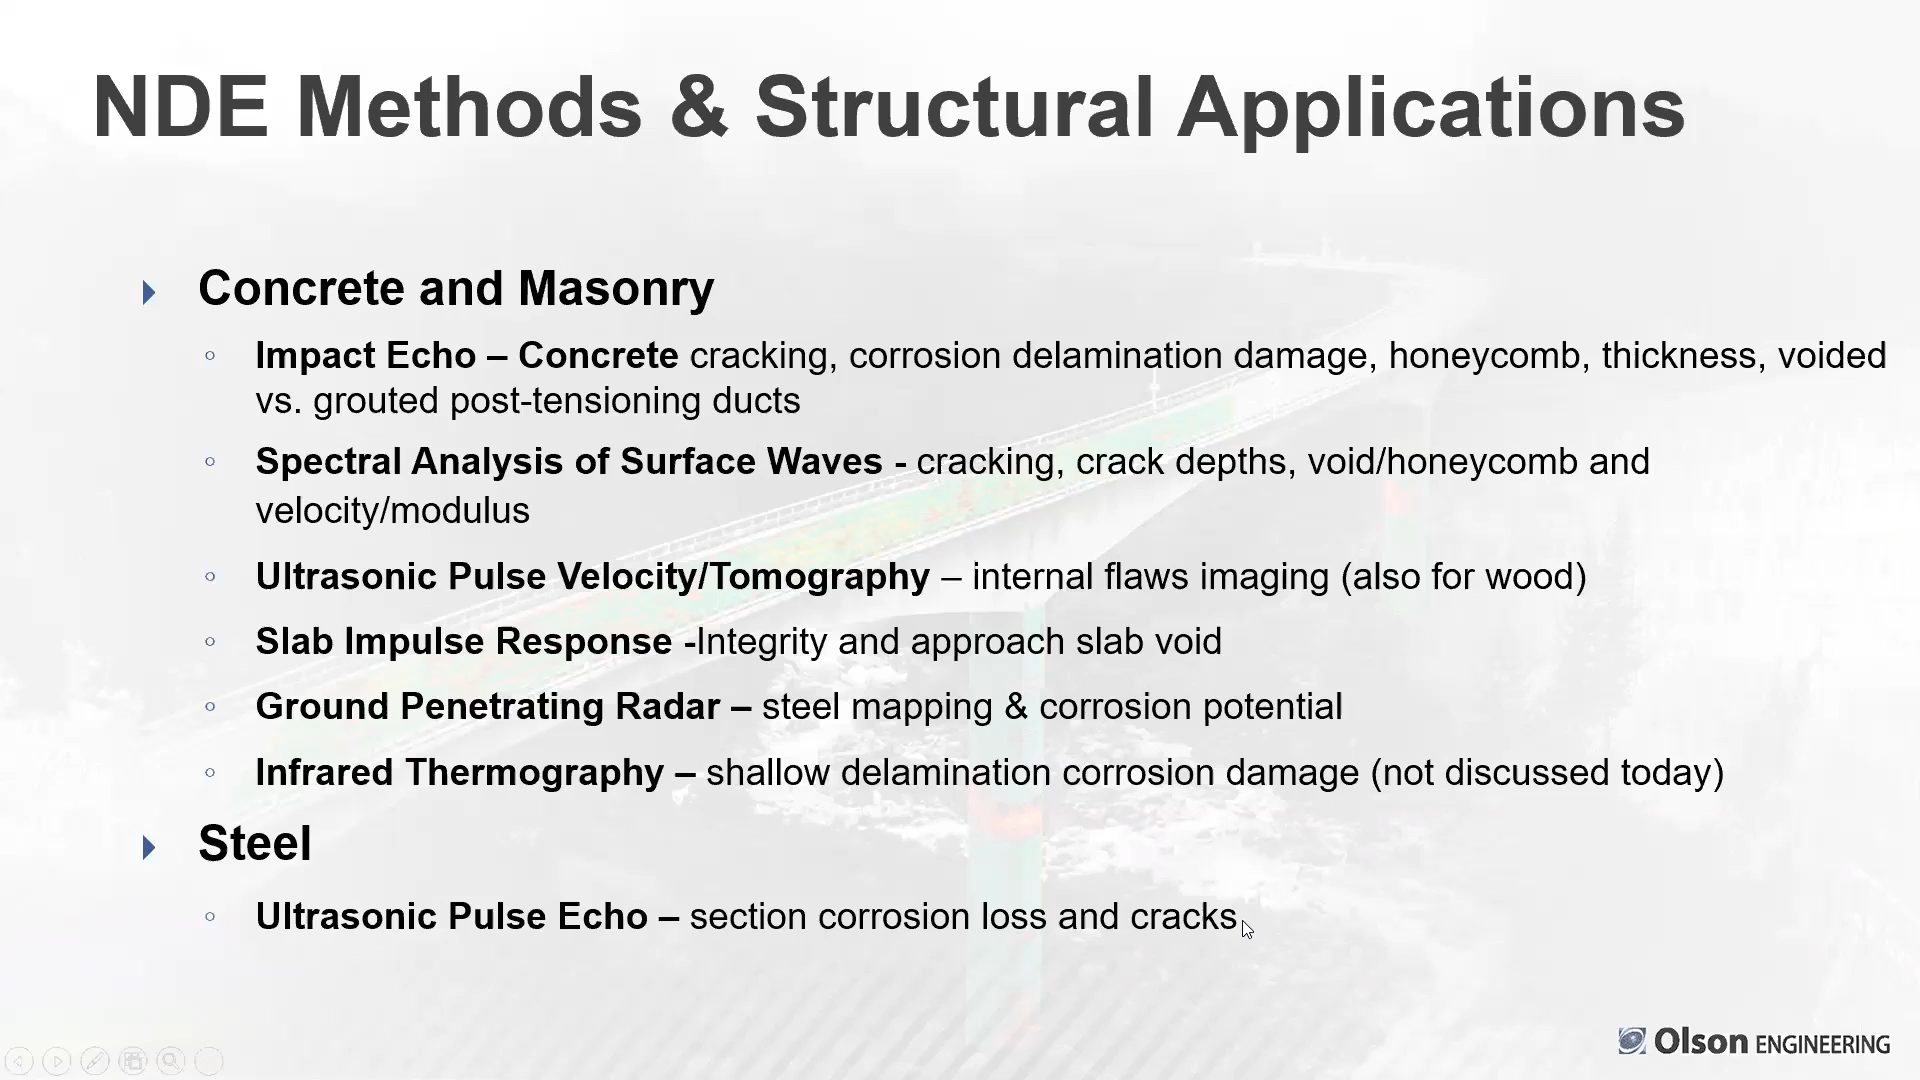 NDE Methods & Structural Applications
Concrete and Masonry
Impact Echo – Concrete cracking, corrosion delamination damage, honeycomb, thickness, voided
vs. grouted post-tensioning ducts
Spectral Analysis of Surface Waves - cracking, crack depths, void/honeycomb and
velocity/modulus
Ultrasonic Pulse Velocity/Tomography – internal flaws imaging (also for wood)
Slab Impulse Response -Integrity and approach slab void
Ground Penetrating Radar – steel mapping & corrosion potential
Infrared Thermography – shallow delamination corrosion damage (not discussed today)
Steel
Ultrasonic Pulse Echo – section corrosion loss and cracks
Olson ENGINEERING